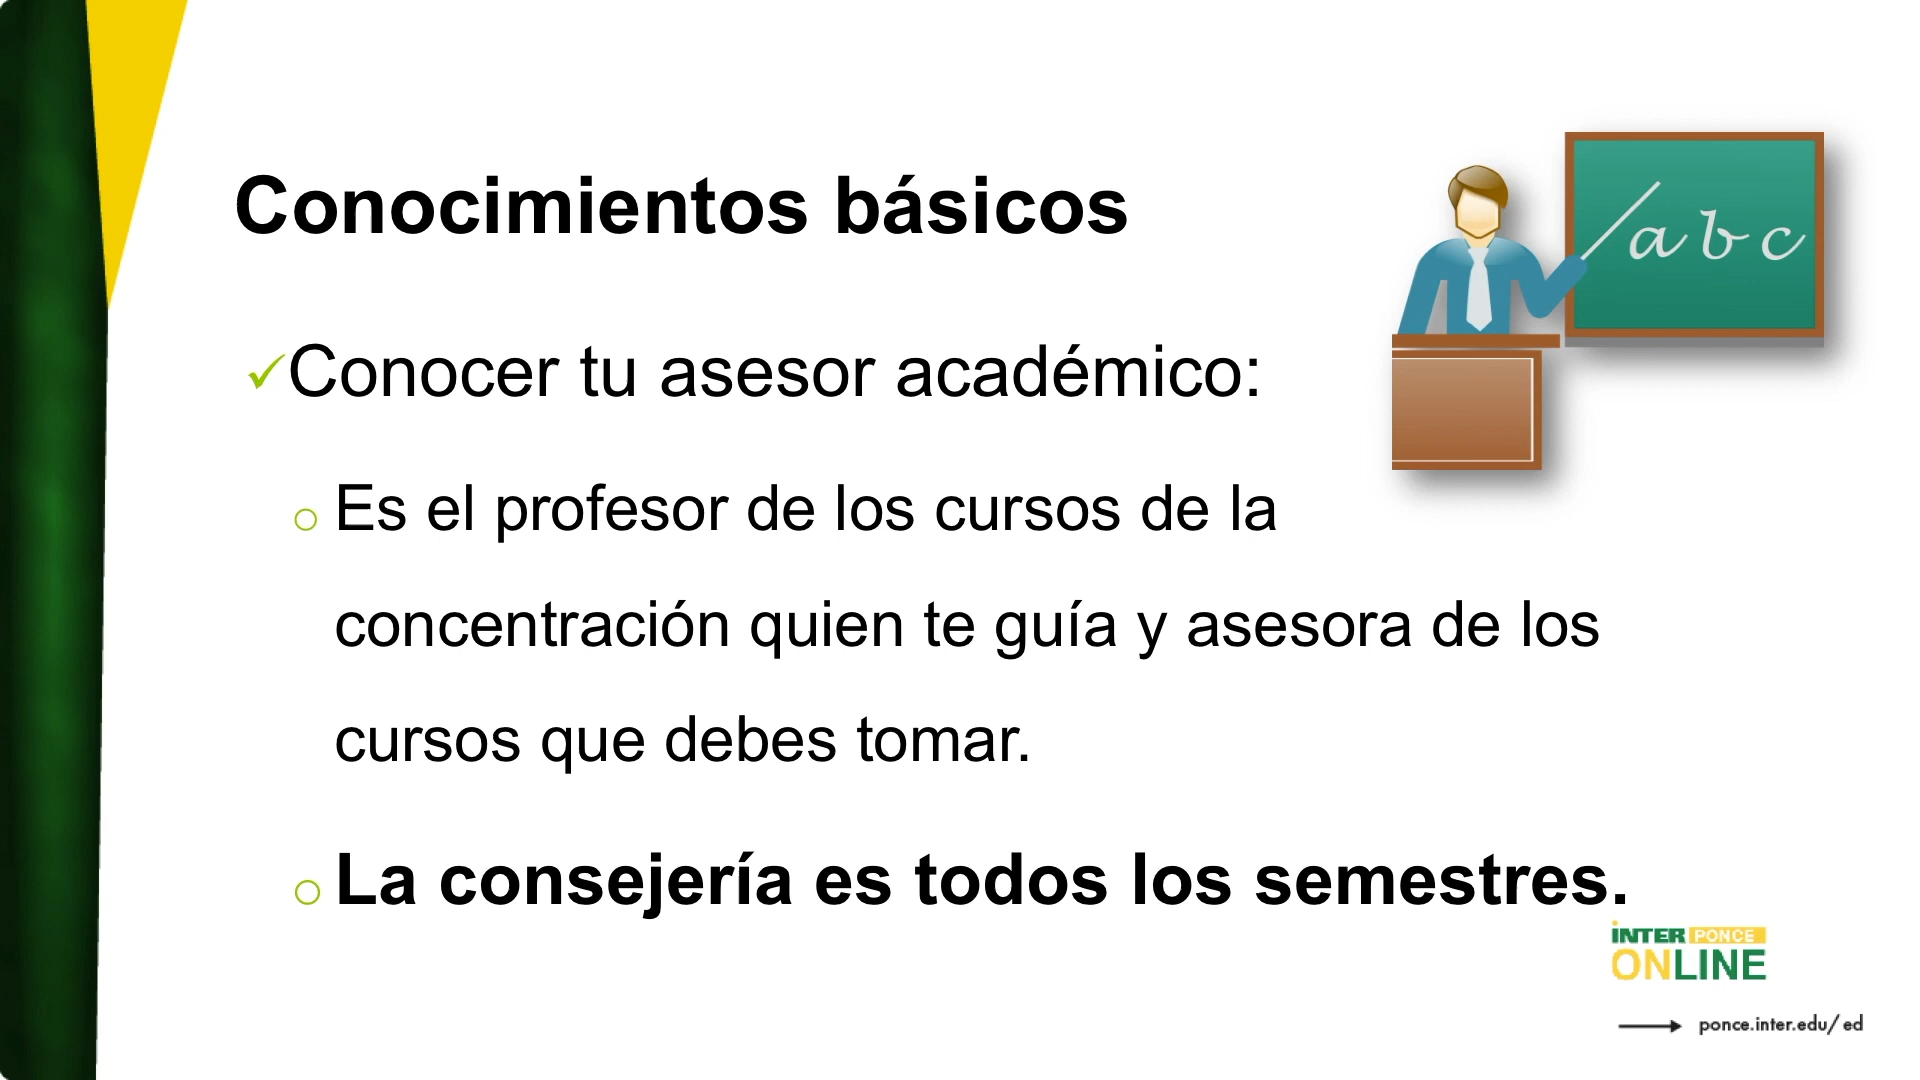 Conocimientos básicos
a b c
Conocer tu asesor académico:
Es el profesor de los cursos de la
concentración quien te guía y asesora de los
cursos que debes tomar.
La consejería es todos los semestres.
INTER PONCE
ONLINE
ponce.inter.edu/ed